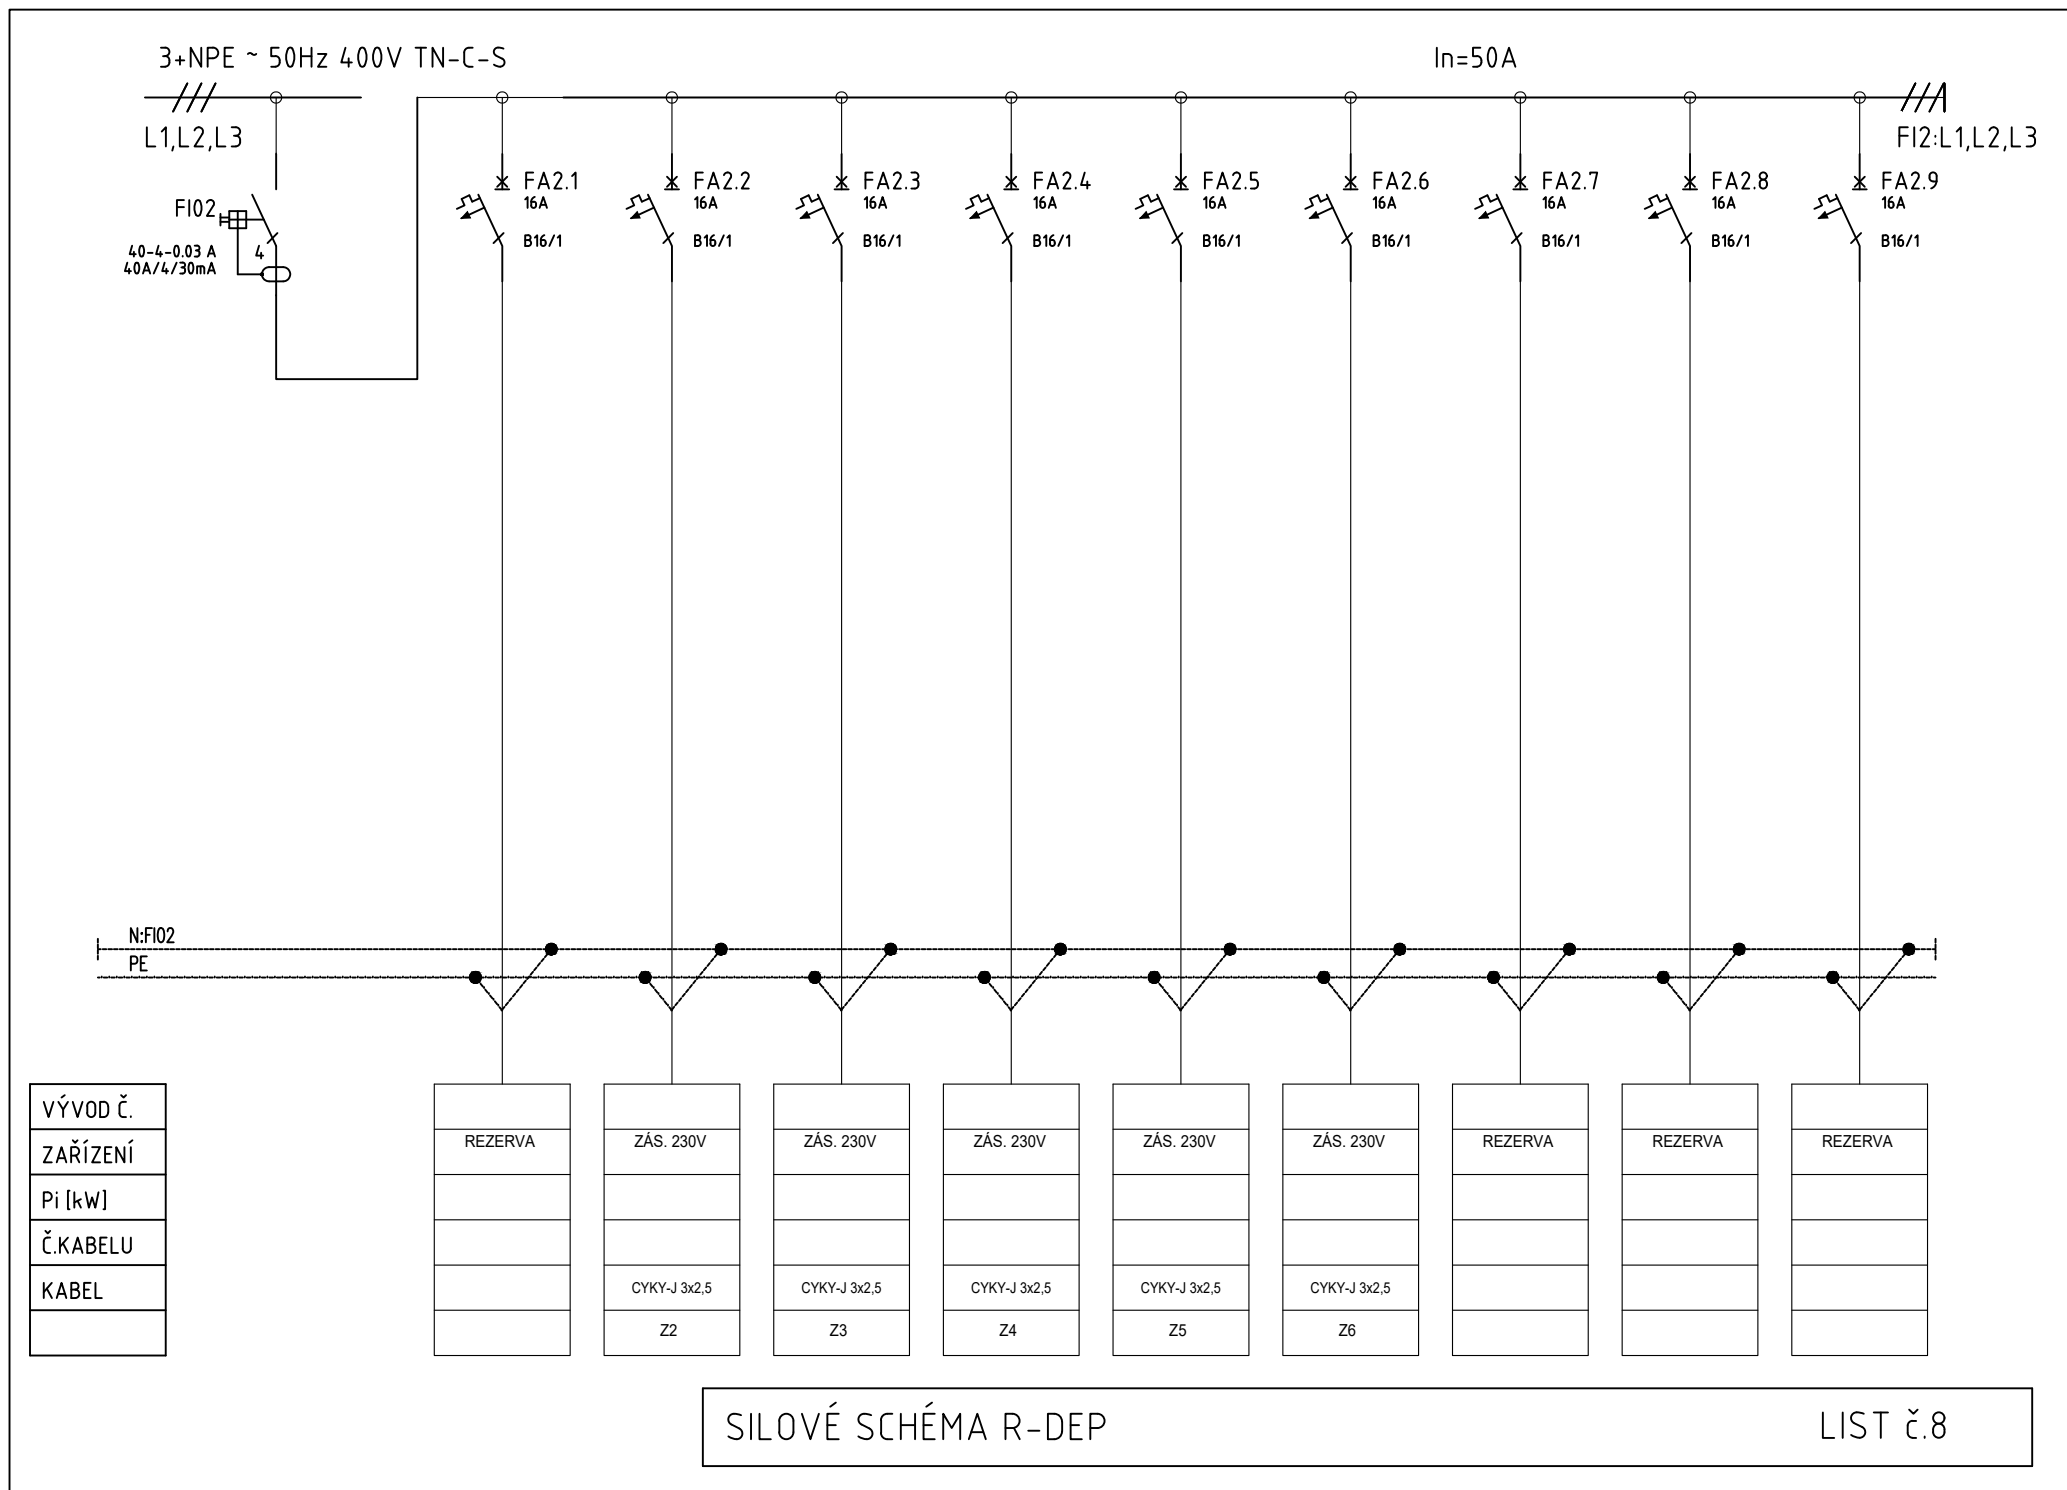 3+NPE ~ 50Hz 400V TN-C-S
In=50A
L1,L2,L3
FI2:L1,L2,L3
FI02
40-4-0.03 A
40A/4/30mA
4
FA2.1
16A
B16/1
FA2.2
16A
B16/1
FA2.3
16A
B16/1
FA2.4
16A
B16/1
FA2.5
16A
B16/1
FA2.6
16A
B16/1
FA2.7
16A
B16/1
FA2.8
16A
B16/1
FA2.9
16A
B16/1
N:FI02
PE
VÝVOD Č.
ZAŘÍZENÍ
Pi [kW]
Č.KABELU
KABEL
REZERVA
ZÁS. 230V
CYKY-J 3x2,5
Z2
ZÁS. 230V
CYKY-J 3x2,5
Z3
ZÁS. 230V
CYKY-J 3x2,5
Z4
ZÁS. 230V
CYKY-J 3x2,5
Z5
ZÁS. 230V
CYKY-J 3x2,5
Z6
REZERVA
REZERVA
REZERVA
SILOVÉ SCHÉMA R-DEP
LIST č.8